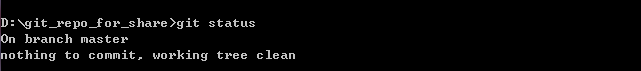 D:\git_repo_for_share>git status
On branch master
nothing to commit, working tree clean